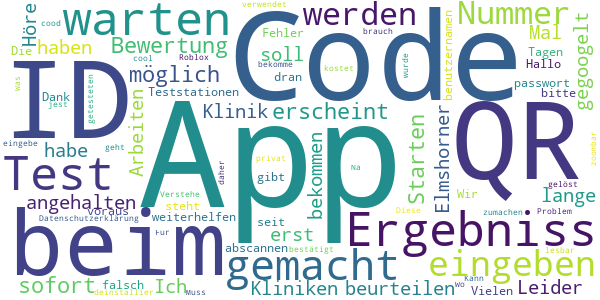 verwendet
cood
brauch
Höre
warten
Code
werden
Nummer
Die
haben
Bewertung
Fehler
soll
benutzernamen
Mal
gegoogelt
was
cool
Roblox
bekomme
dran
Tagen
Hallo
ID
möglich
kostet
wurde
passwort
bitte
Dank
jest
getesteten
Teststationen
App
QR
Arbeiten
Klinik
erscheint
Starten
Elmshorner
eingebe
geht
habe
Test
daher
privat
Na
bekommen
gibt
Verstehe
zoombar
angehalten
steht
Diese
Wir
gelöst
lange
voraus
weiterhelfen
seit
Ergebniss
Datenschutzerklärung
Für
zumachen
Problem
beim
erst
abscannen
bestätigt
gemacht
eingeben
lesbar
sofort
falsch
Ich
Kliniken
beurteilen
Wo
Kann
Leider
deinstallier
Muss
Vielen